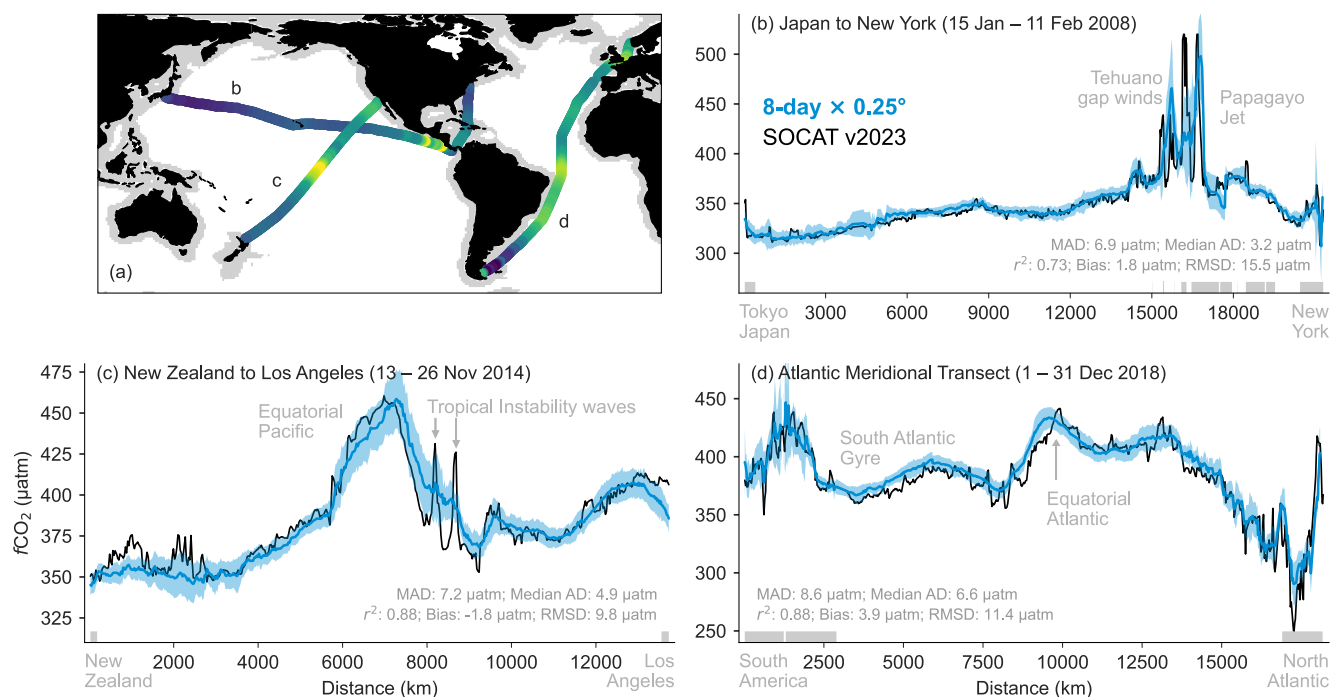 b
c
d
(a)
(b) Japan to New York (15 Jan – 11 Feb 2008)
500
450
400
350
300
8-day × 0.25°
SOCAT v2023
Tehuano
gap winds
Papagayo
Jet
MAD: 6.9 µatm; Median AD: 3.2 µatm
r²: 0.73; Bias: 1.8 µatm; RMSD: 15.5 µatm
Tokyo
Japan
3000
6000
9000
12000
15000
18000
New
York
(c) New Zealand to Los Angeles (13 – 26 Nov 2014)
fCO₂ (µatm)
475
450
425
400
375
350
325
Equatorial
Pacific
Tropical Instability waves
MAD: 7.2 µatm; Median AD: 4.9 µatm
r²: 0.88; Bias: -1.8 µatm; RMSD: 9.8 µatm
New
Zealand
2000
4000
6000
8000
10000
12000
Los
Angeles
Distance (km)
(d) Atlantic Meridional Transect (1 – 31 Dec 2018)
450
400
350
300
250
South Atlantic
Gyre
Equatorial
Atlantic
MAD: 8.6 µatm; Median AD: 6.6 µatm
r²: 0.88; Bias: 3.9 µatm; RMSD: 11.4 µatm
South
America
2500
5000
7500
10000
12500
15000
North
Atlantic
Distance (km)